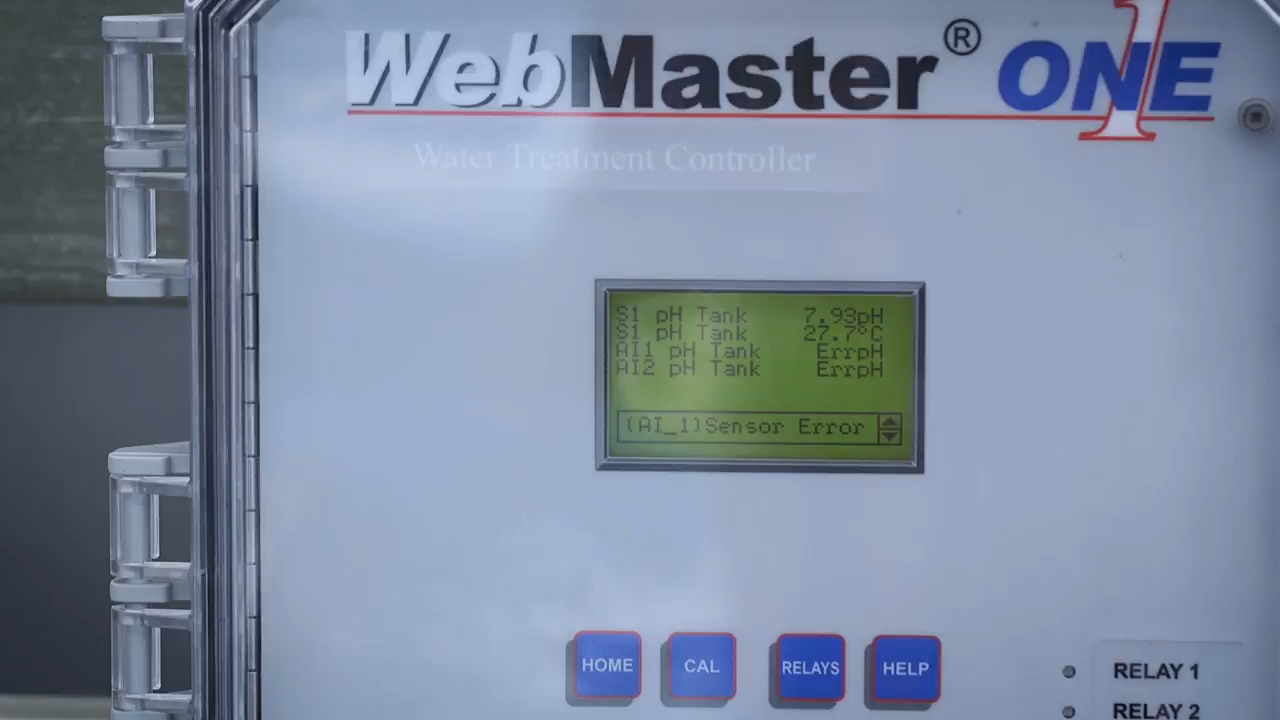 WebMaster® ONE 1
Water Treatment Controller
S1 pH Tank 7.93pH
S1 pH Tank 27.7°C
AI1 pH Tank ErrpH
AI2 pH Tank ErrpH
(AI_1)Sensor Error
HOME CAL RELAYS HELP
RELAY 1
RELAY 2